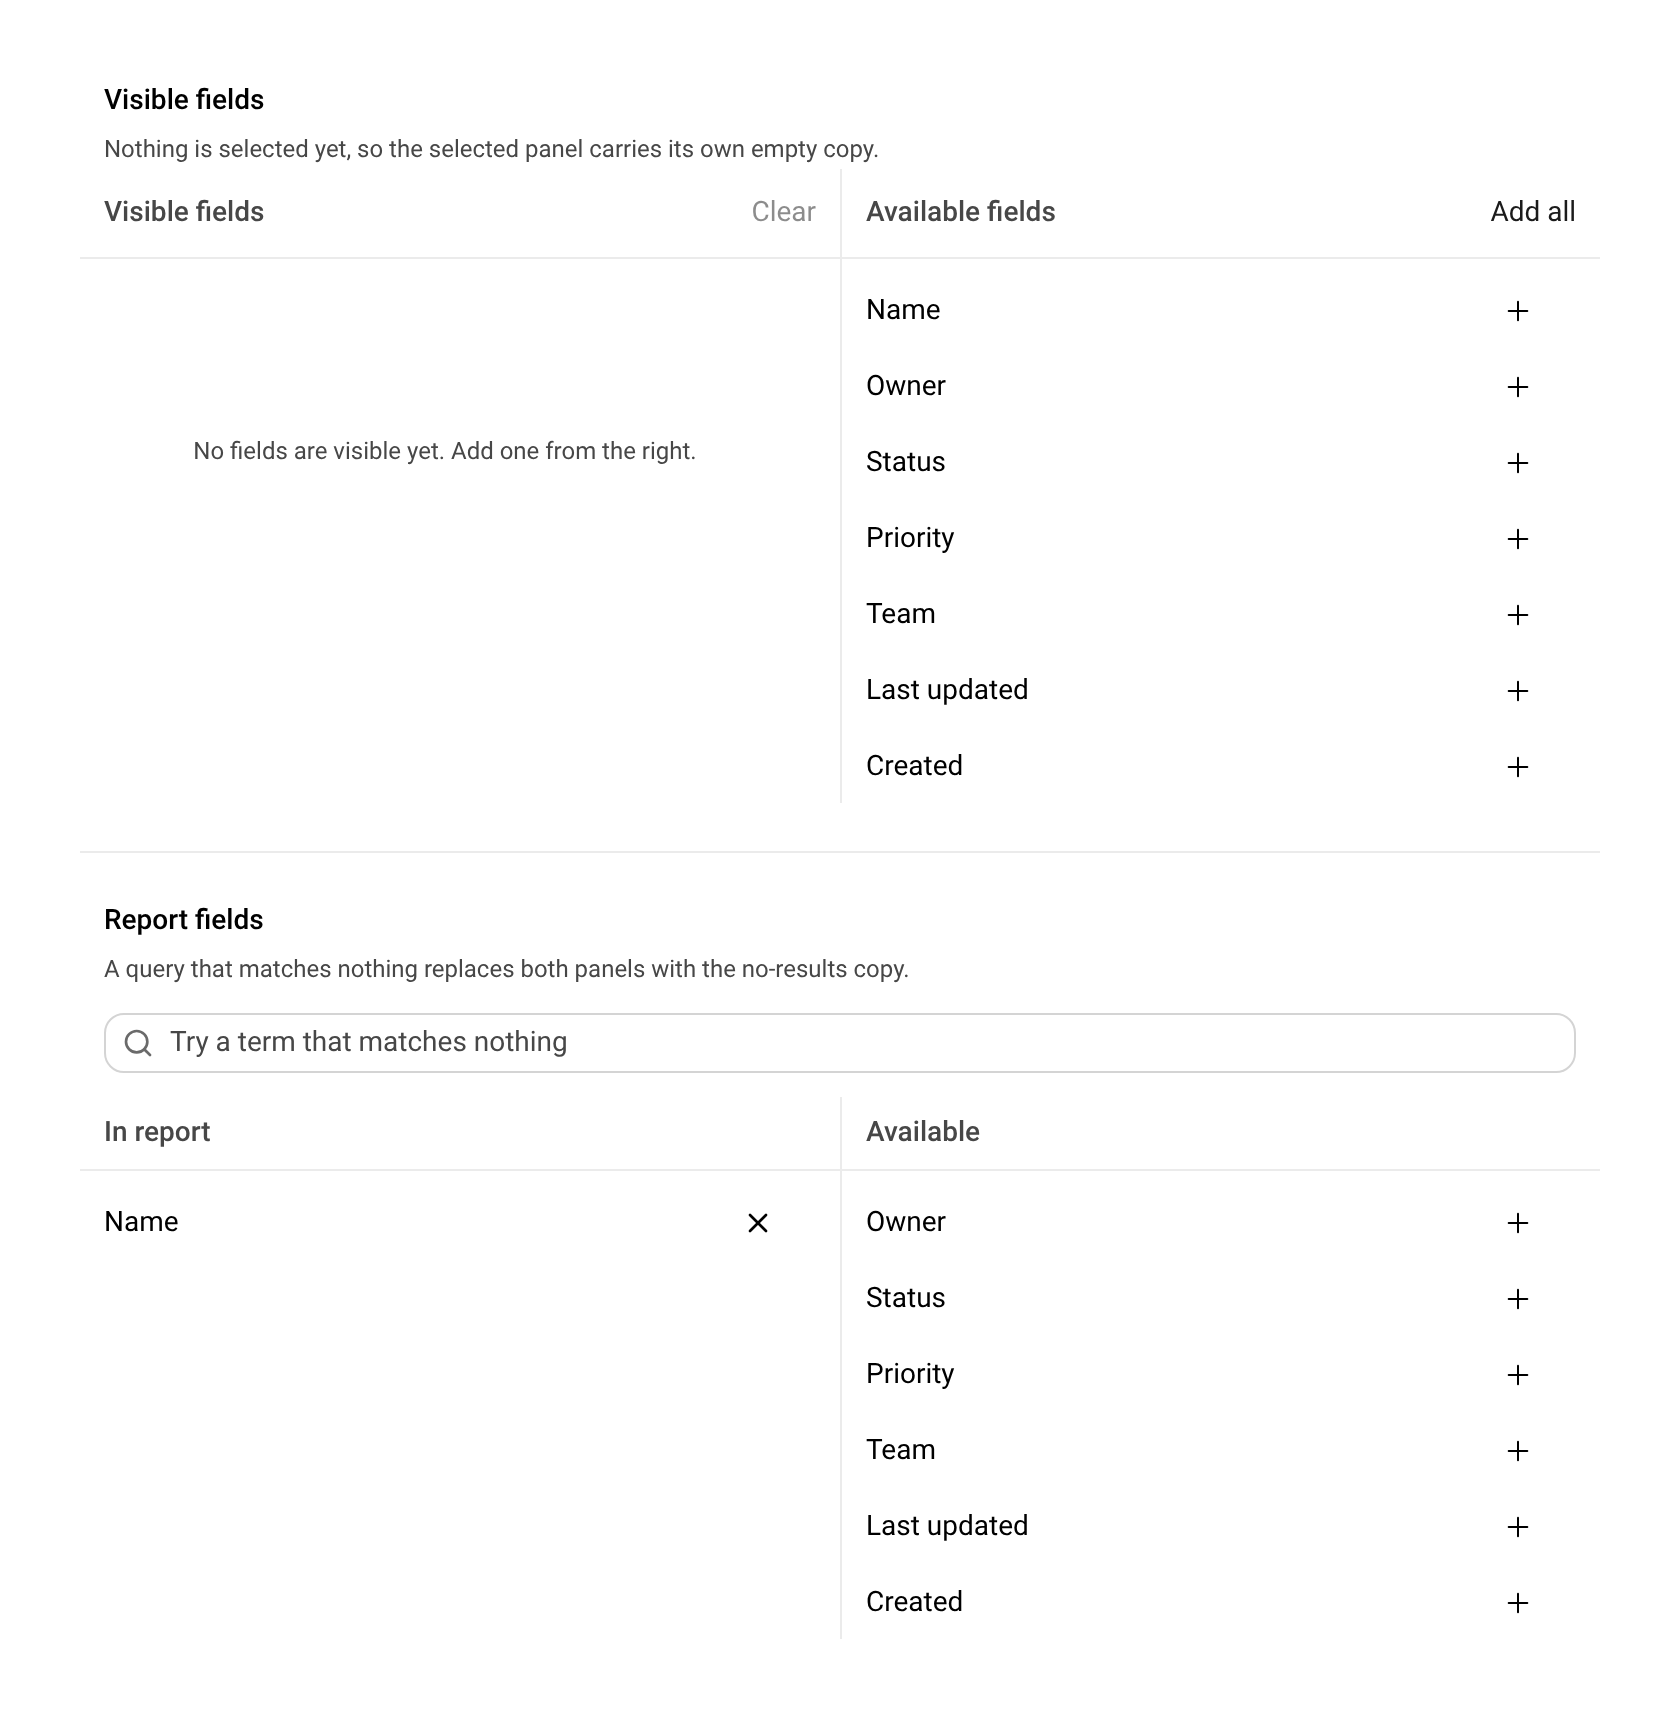 Visible fields
Nothing is selected yet, so the selected panel carries its own empty copy.
Visible fields
Clear
No fields are visible yet. Add one from the right.
Available fields
Add all
Name
Owner
Status
Priority
Team
Last updated
Created
Report fields
A query that matches nothing replaces both panels with the no-results copy.
Try a term that matches nothing
In report
Name
Available
Owner
Status
Priority
Team
Last updated
Created